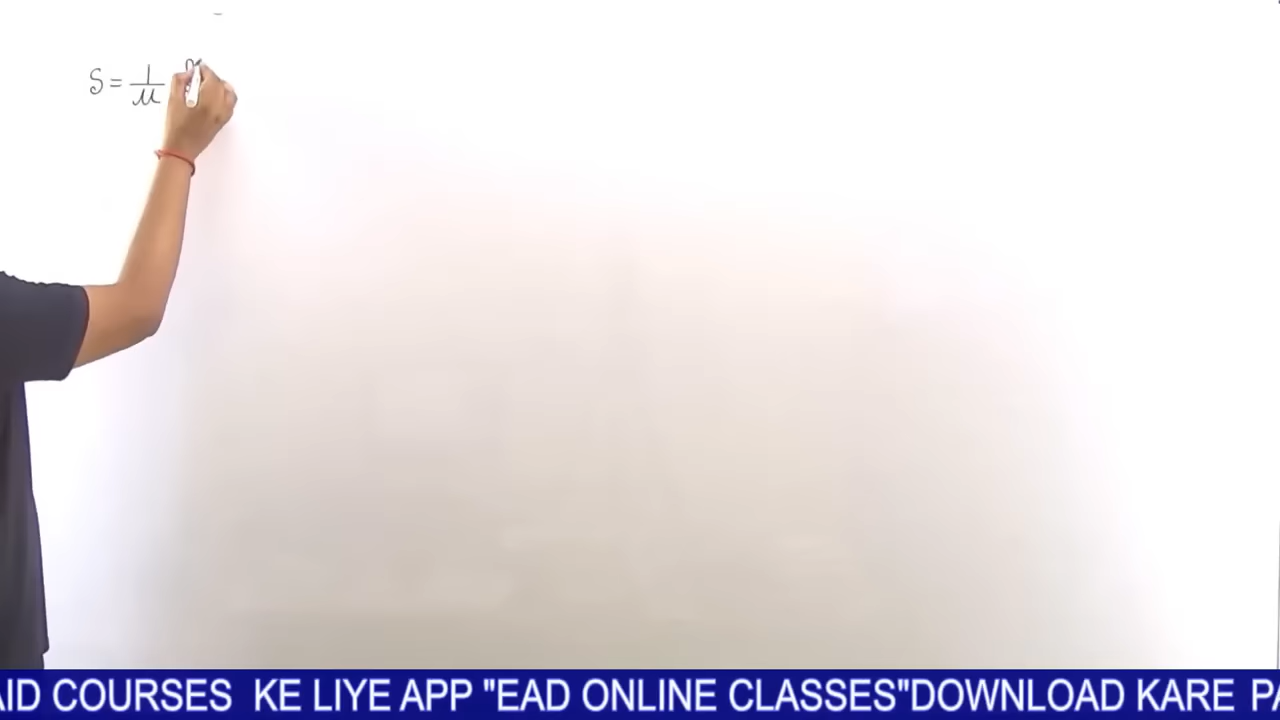 S = 1/μ
AID COURSES KE LIYE APP "EAD ONLINE CLASSES"DOWNLOAD KARE PA